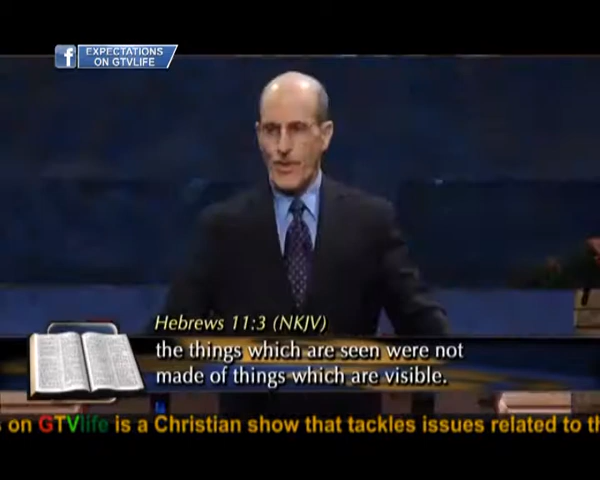 f
EXPECTATIONS
ON GTVLIFE
Hebrews 11:3 (NKJV)
the things which are seen were not
made of things which are visible.
s on GTVlife is a Christian show that tackles issues related to th